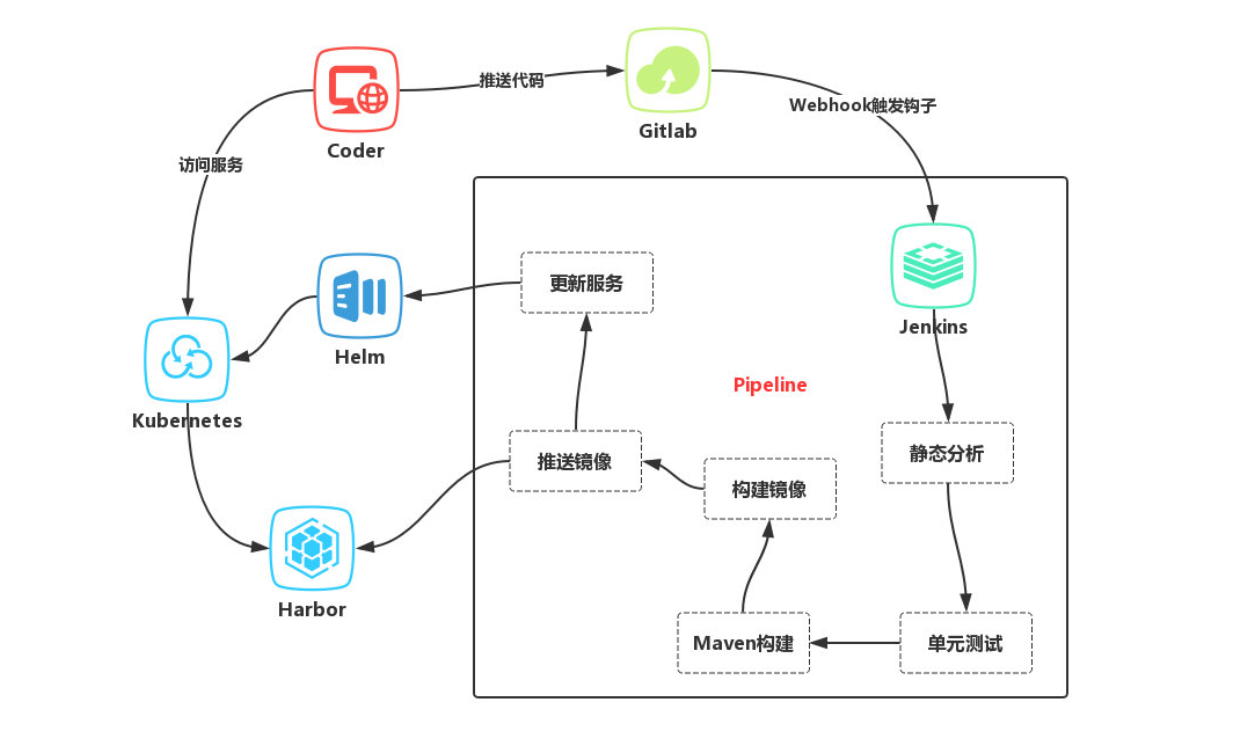 推送代码
Gitlab
Webhook触发钩子
Coder
访问服务
更新服务
Jenkins
Helm
Pipeline
Kubernetes
静态分析
推送镜像
构建镜像
Harbor
Maven构建
单元测试